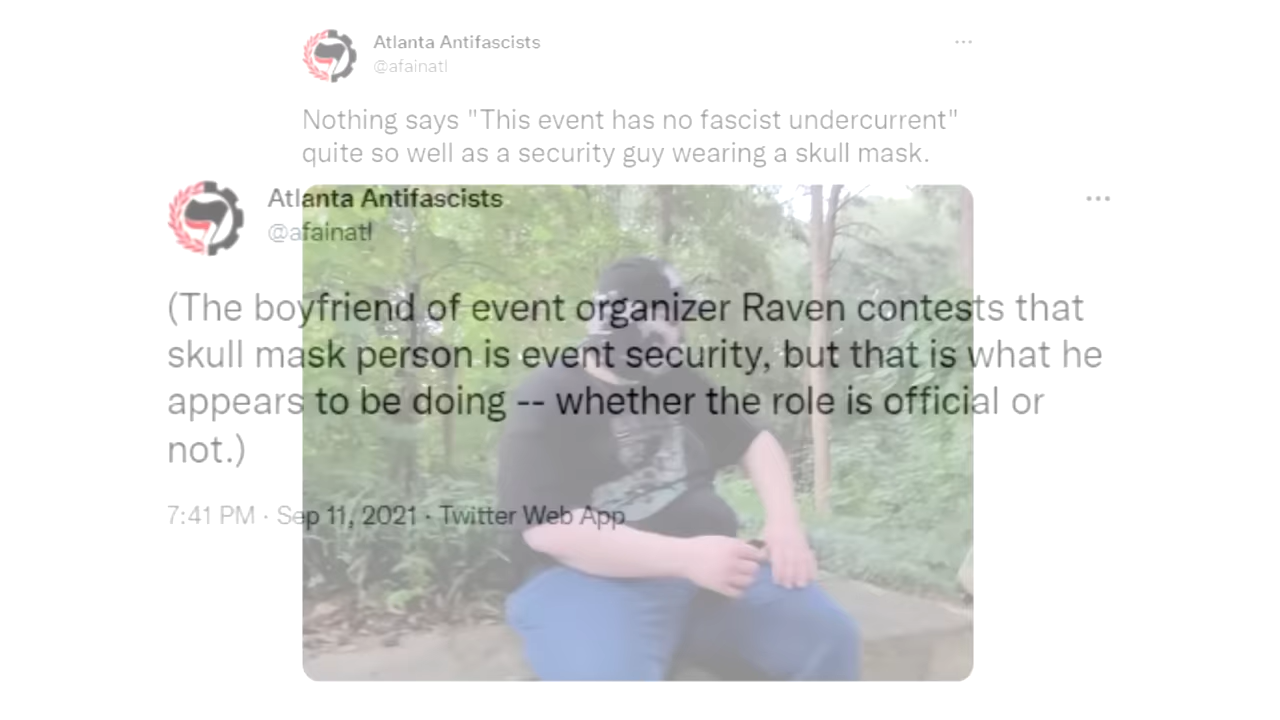 Atlanta Antifascists
@afainatl
Nothing says "This event has no fascist undercurrent"
quite so well as a security guy wearing a skull mask.
Atlanta Antifascists
@afainatl
(The boyfriend of event organizer Raven contests that
skull mask person is event security, but that is what he
appears to be doing -- whether the role is official or
not.)
7:41 PM · Sep 11, 2021 · Twitter Web App